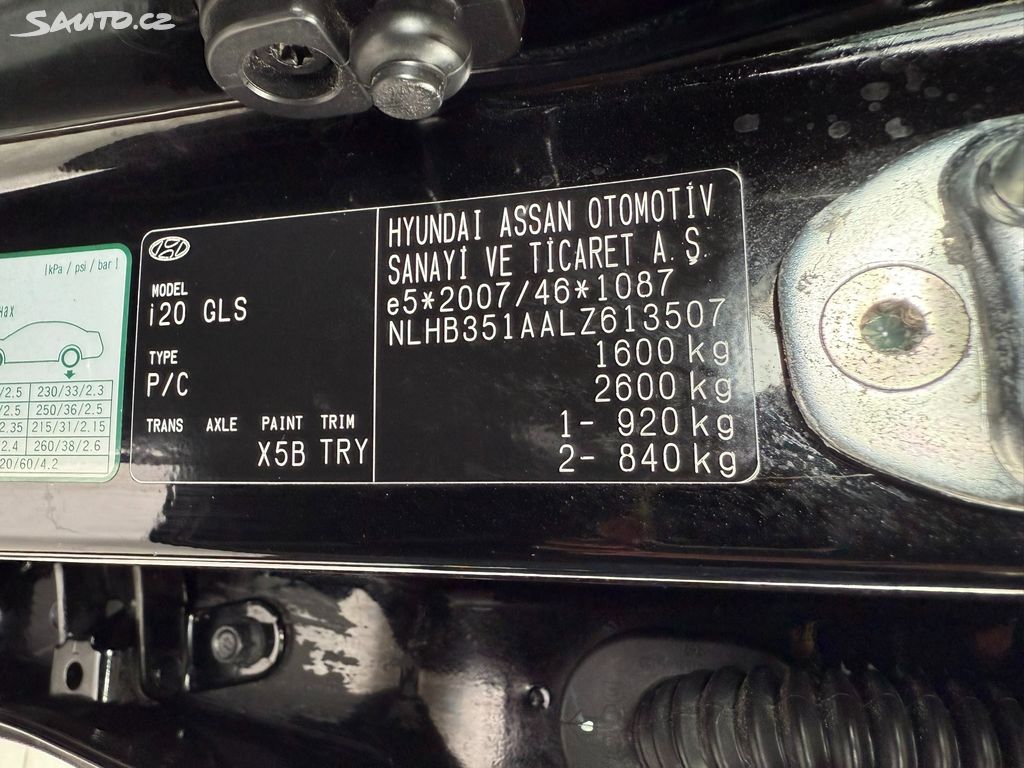 Sauto.cz
[kPa / psi / bar]
230/33/2.3
250/36/2.5
215/31/2.15
260/38/2.6
MODEL
i20 GLS
TYPE
P/C
TRANS AXLE PAINT TRIM
X5B TRY
HYUNDAI ASSAN OTOMOTİV
SANAYİ VE TİCARET A. Ş.
e5*2007/46*1087
NLHB351AALZ613507
1600 kg
2600 kg
1- 920 kg
2- 840 kg